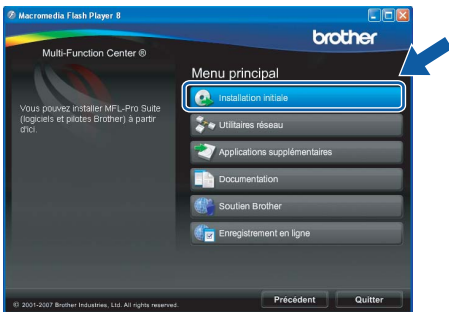 Macromedia Flash Player 8
brother
Multi-Function Center ®
Menu principal
Vous pouvez installer MFL-Pro Suite
(logiciels et pilotes Brother) à partir
d'ici.
Installation initiale
Utilitaires réseau
Applications supplémentaires
Documentation
Soutien Brother
Enregistrement en ligne
© 2001-2007 Brother Industries, Ltd. All rights reserved.
Précédent
Quitter